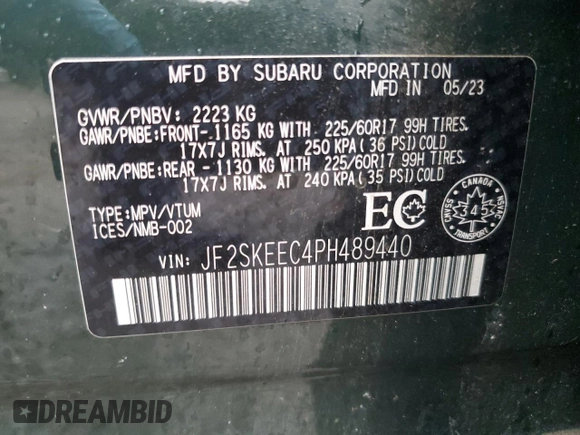 MFD BY SUBARU CORPORATION
MFD IN 05/23
GVWR/PNBV: 2223 KG
GAWR/PNBE:FRONT-.1165 KG WITH 225/60R17 99H TIRES.
17X7J RIMS. AT 250 KPA(36 PSI)COLD
GAWR/PNBE:REAR - 1130 KG WITH 225/60R17 99H TIRES.
17X7J RIMS. AT 240 KPA(35 PSI)COLD
TYPE:MPV/VTUM
ICES/NMB-002
EC
CANADA
CMVSS
NSVAC
345
VIN: JF2SKEEC4PH489440
DREAMBID